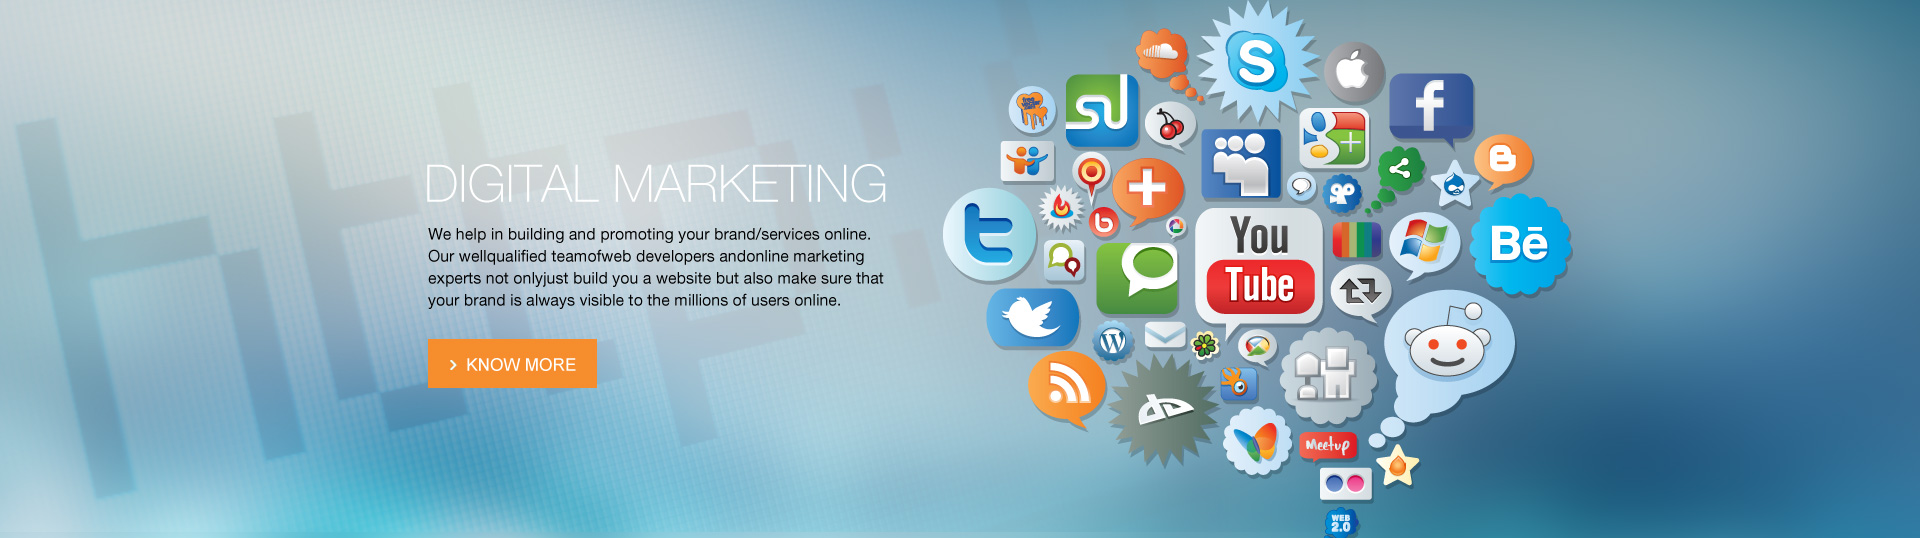 http
DIGITAL MARKETING
We help in building and promoting your brand/services online.
Our wellqualified teamofweb developers andonline marketing
experts not onlyjust build you a website but also make sure that
your brand is always visible to the millions of users online.
› KNOW MORE
S
f
g+
You
Tube
Bē
t
b
W
Meetup
WEB
2.0